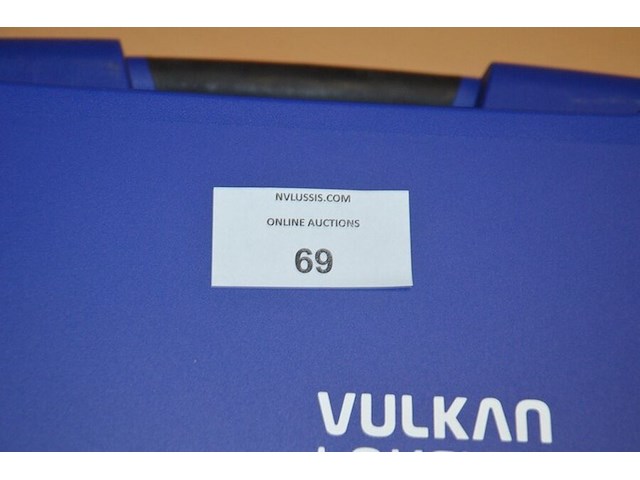 NVLUSSIS.COM
ONLINE AUCTIONS
69
VULKAN